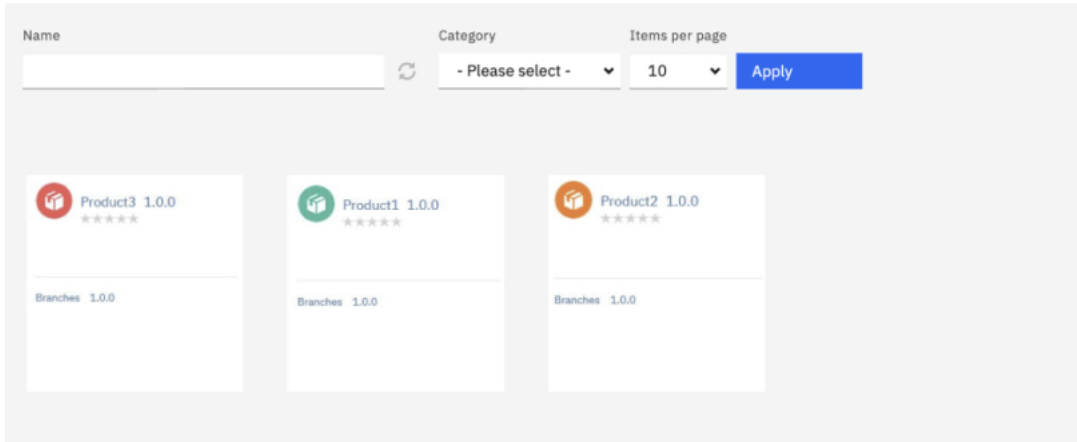 Name
Category
Items per page
- Please select -
10
Apply
Product3 1.0.0
Branches 1.0.0
Product1 1.0.0
Branches 1.0.0
Product2 1.0.0
Branches 1.0.0